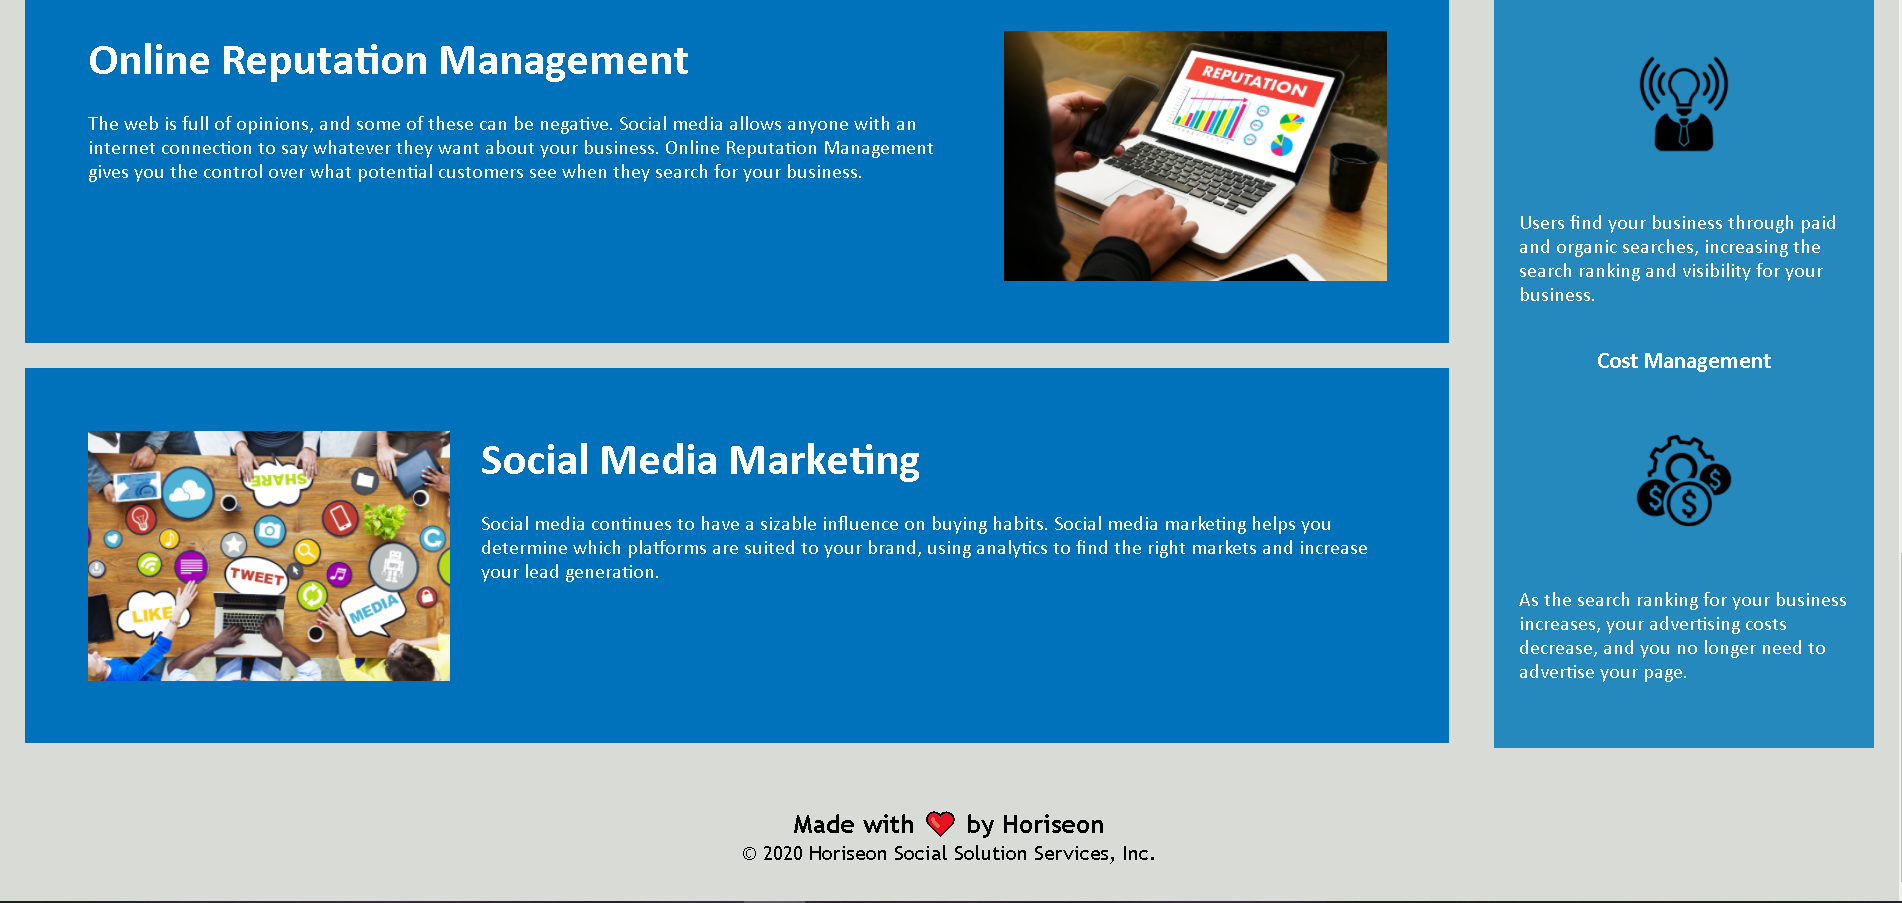 Online Reputation Management
The web is full of opinions, and some of these can be negative. Social media allows anyone with an
internet connection to say whatever they want about your business. Online Reputation Management
gives you the control over what potential customers see when they search for your business.
REPUTATION
Social Media Marketing
Social media continues to have a sizable influence on buying habits. Social media marketing helps you
determine which platforms are suited to your brand, using analytics to find the right markets and increase
your lead generation.
SHARE
TWEET
LIKE
MEDIA
Users find your business through paid
and organic searches, increasing the
search ranking and visibility for your
business.
Cost Management
$ $ $
As the search ranking for your business
increases, your advertising costs
decrease, and you no longer need to
advertise your page.
Made with ❤ by Horiseon
© 2020 Horiseon Social Solution Services, Inc.